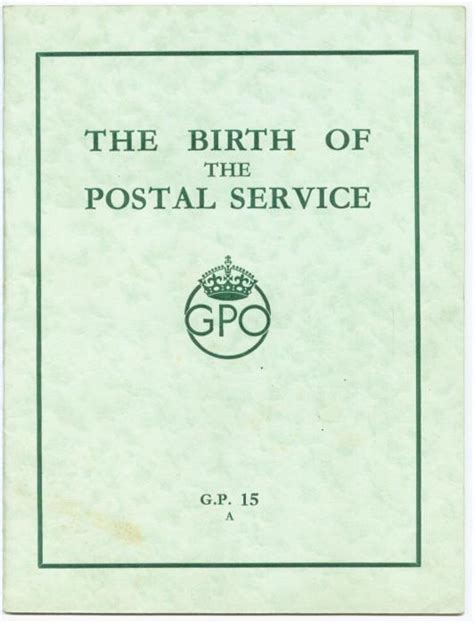 THE BIRTH OF
THE
POSTAL SERVICE
GPO
G.P. 15
A